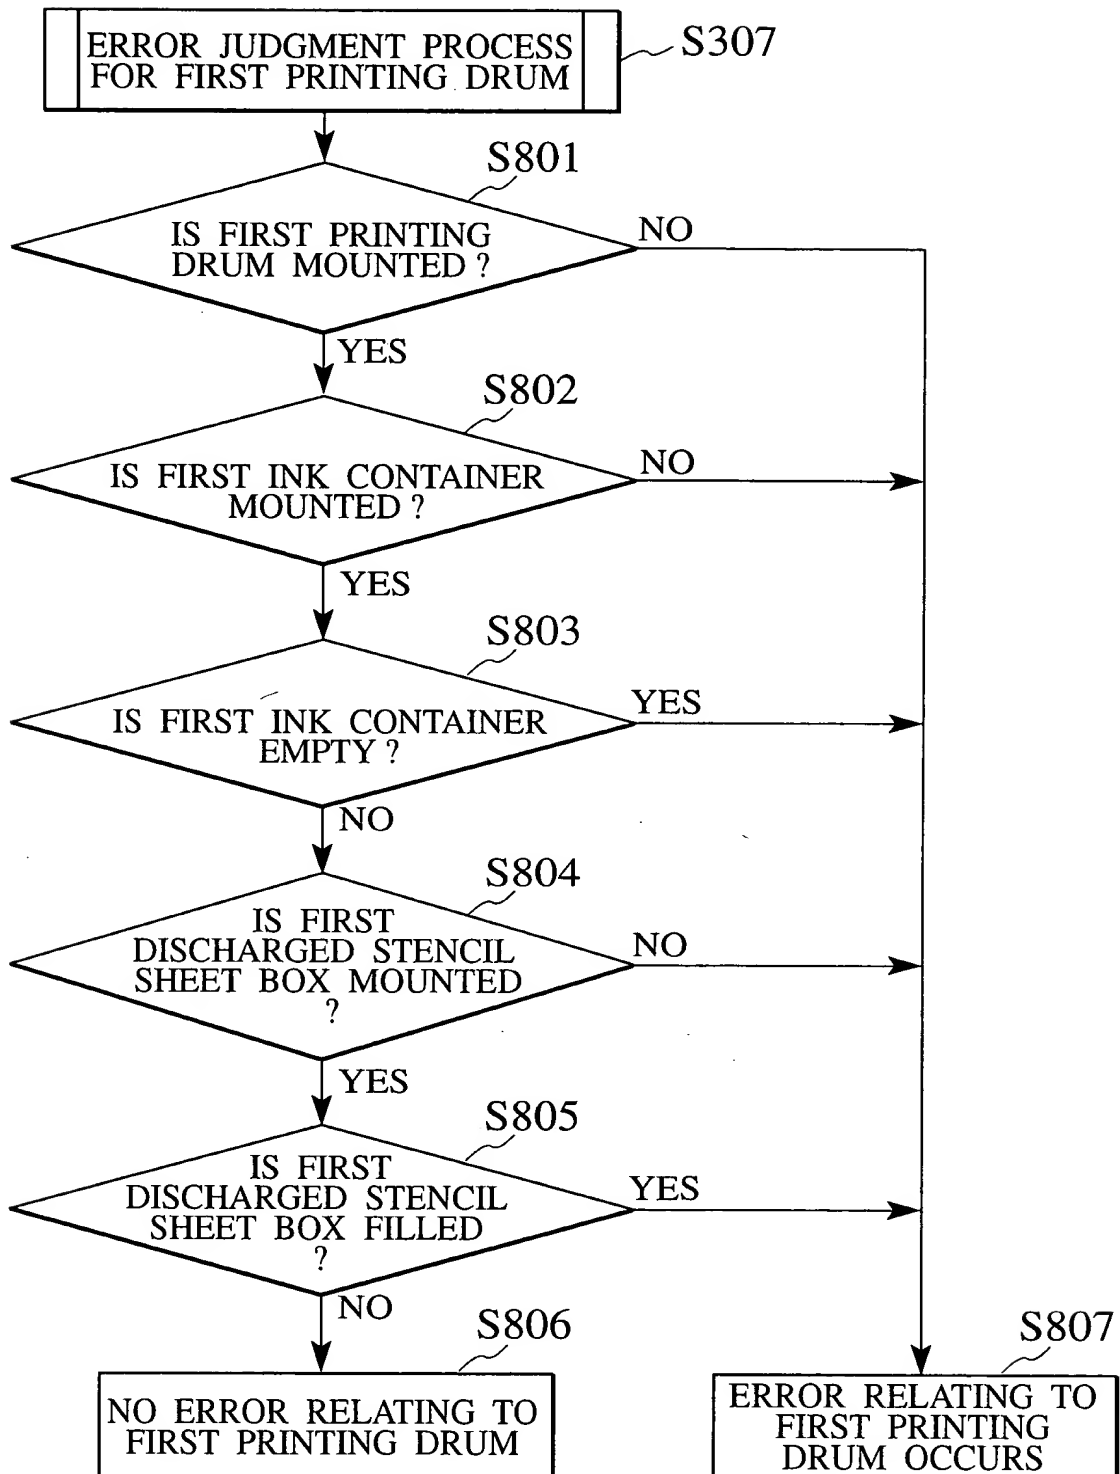 ERROR JUDGMENT PROCESS
FOR FIRST PRINTING DRUM
S307
S801
IS FIRST PRINTING
DRUM MOUNTED ?
NO
YES
S802
IS FIRST INK CONTAINER
MOUNTED ?
NO
YES
S803
IS FIRST INK CONTAINER
EMPTY ?
YES
NO
S804
IS FIRST
DISCHARGED STENCIL
SHEET BOX MOUNTED
?
NO
YES
S805
IS FIRST
DISCHARGED STENCIL
SHEET BOX FILLED
?
YES
NO
S806
NO ERROR RELATING TO
FIRST PRINTING DRUM
S807
ERROR RELATING TO
FIRST PRINTING
DRUM OCCURS